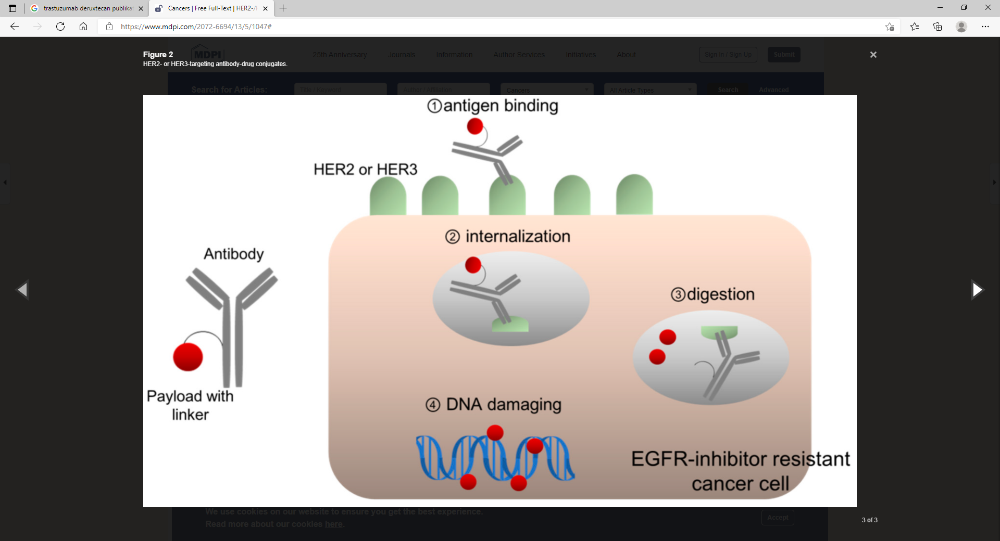 trastuzumab deruxtecan publika
Cancers | Free Full-Text | HER2-/
https://www.mdpi.com/2072-6694/13/5/1047#
Figure 2
HER2- or HER3-targeting antibody-drug conjugates.
MDPI
25th Anniversary
Journals
Information
Author Services
Initiatives
About
Sign In / Sign Up
Submit
Search for Articles:
Title / Keyword
Author / Affiliation
Cancers
All Article Types
Search
Advanced
①antigen binding
HER2 or HER3
② internalization
Antibody
③digestion
Payload with
linker
④ DNA damaging
EGFR-inhibitor resistant
cancer cell
We use cookies on our website to ensure you get the best experience.
Read more about our cookies here.
Accept
3 of 3